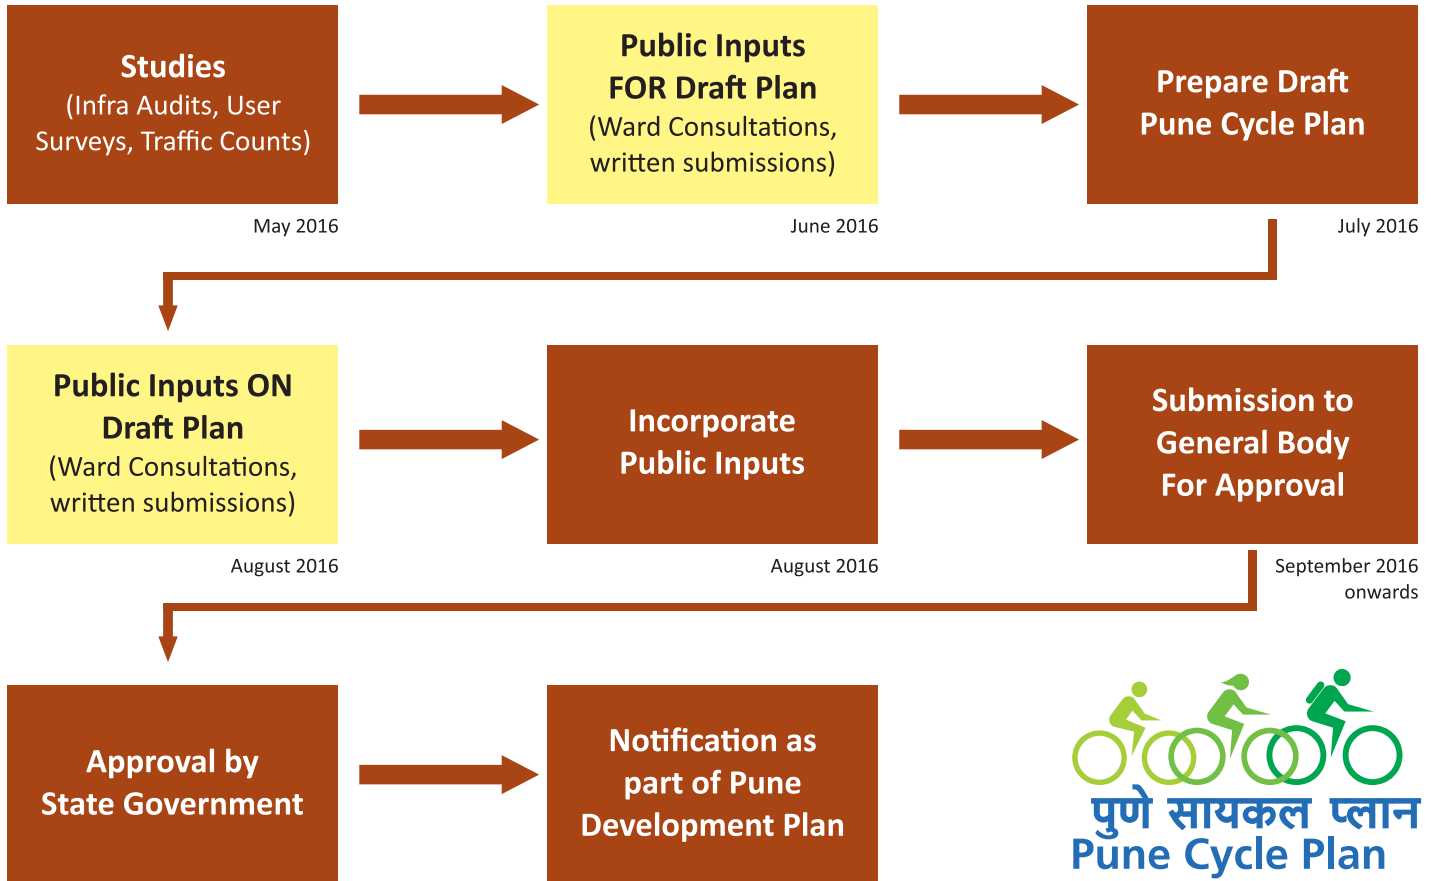 Studies
(Infra Audits, User
Surveys, Traffic Counts)
May 2016
Public Inputs
FOR Draft Plan
(Ward Consultations,
written submissions)
June 2016
Prepare Draft
Pune Cycle Plan
July 2016
Public Inputs ON
Draft Plan
(Ward Consultations,
written submissions)
August 2016
Incorporate
Public Inputs
August 2016
Submission to
General Body
For Approval
September 2016
onwards
Approval by
State Government
Notification as
part of Pune
Development Plan
पुणे सायकल प्लान
Pune Cycle Plan